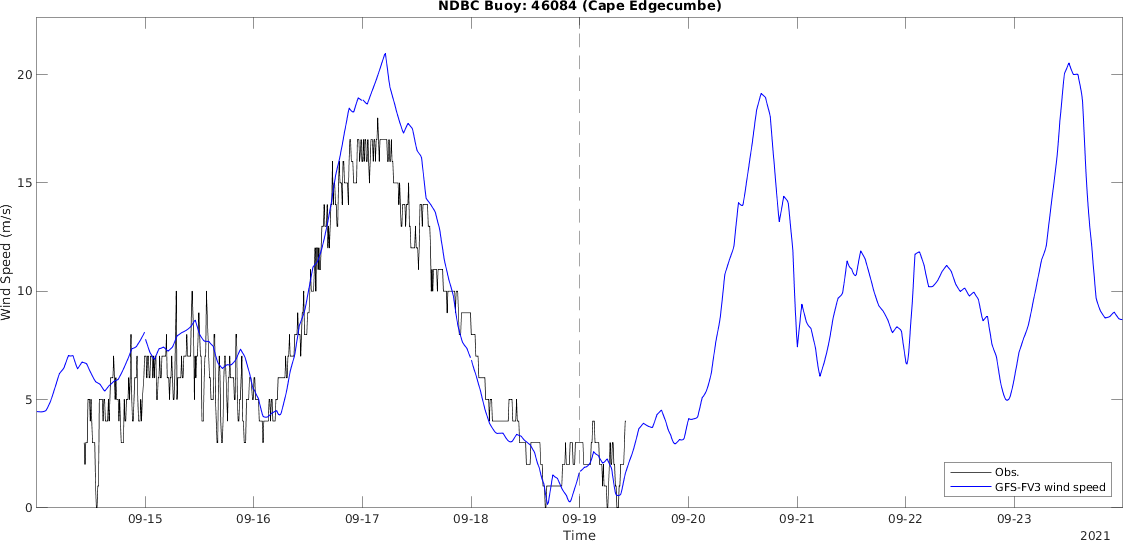 NDBC Buoy: 46084 (Cape Edgecumbe)
20
15
10
5
0
Wind Speed (m/s)
09-15 09-16 09-17 09-18 09-19 09-20 09-21 09-22 09-23
Time
2021
Obs.
GFS-FV3 wind speed